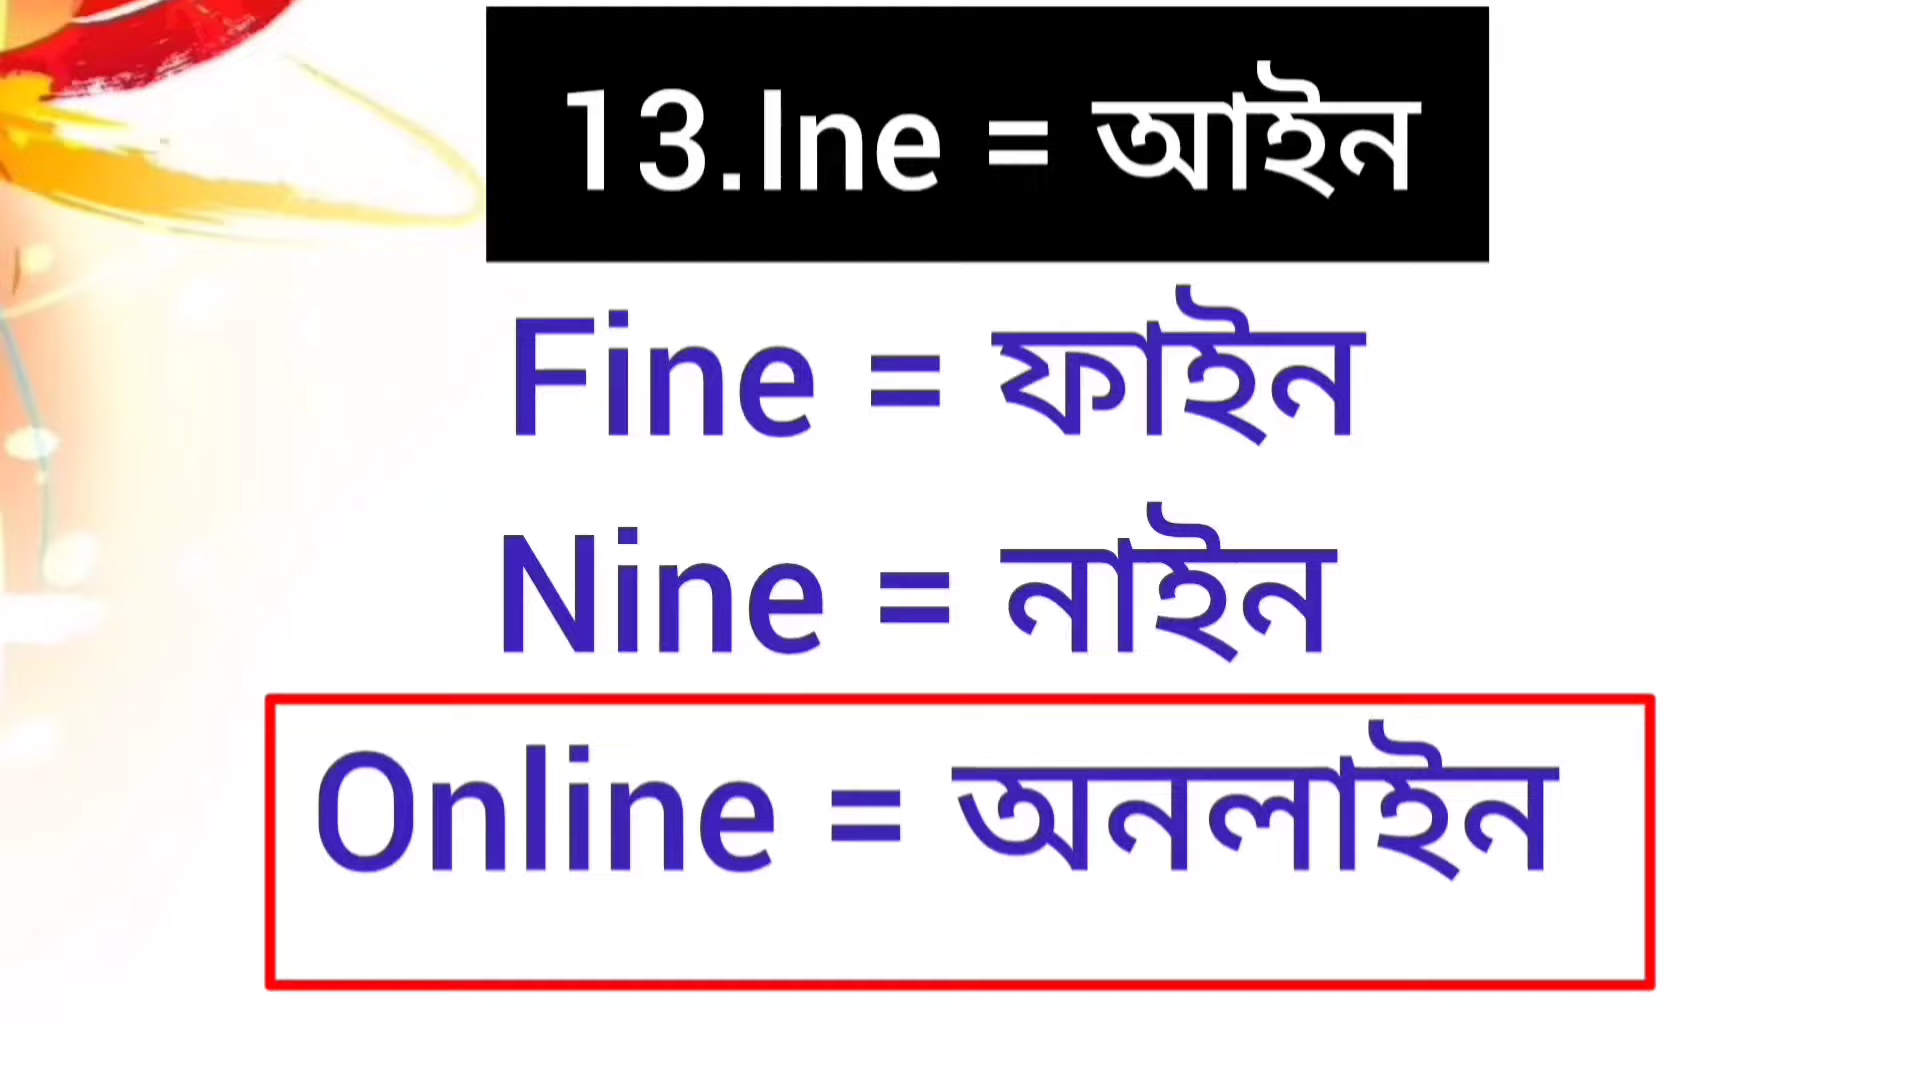 13.Ine = আইন
Fine = ফাইন
Nine = নাইন
Online = অনলাইন